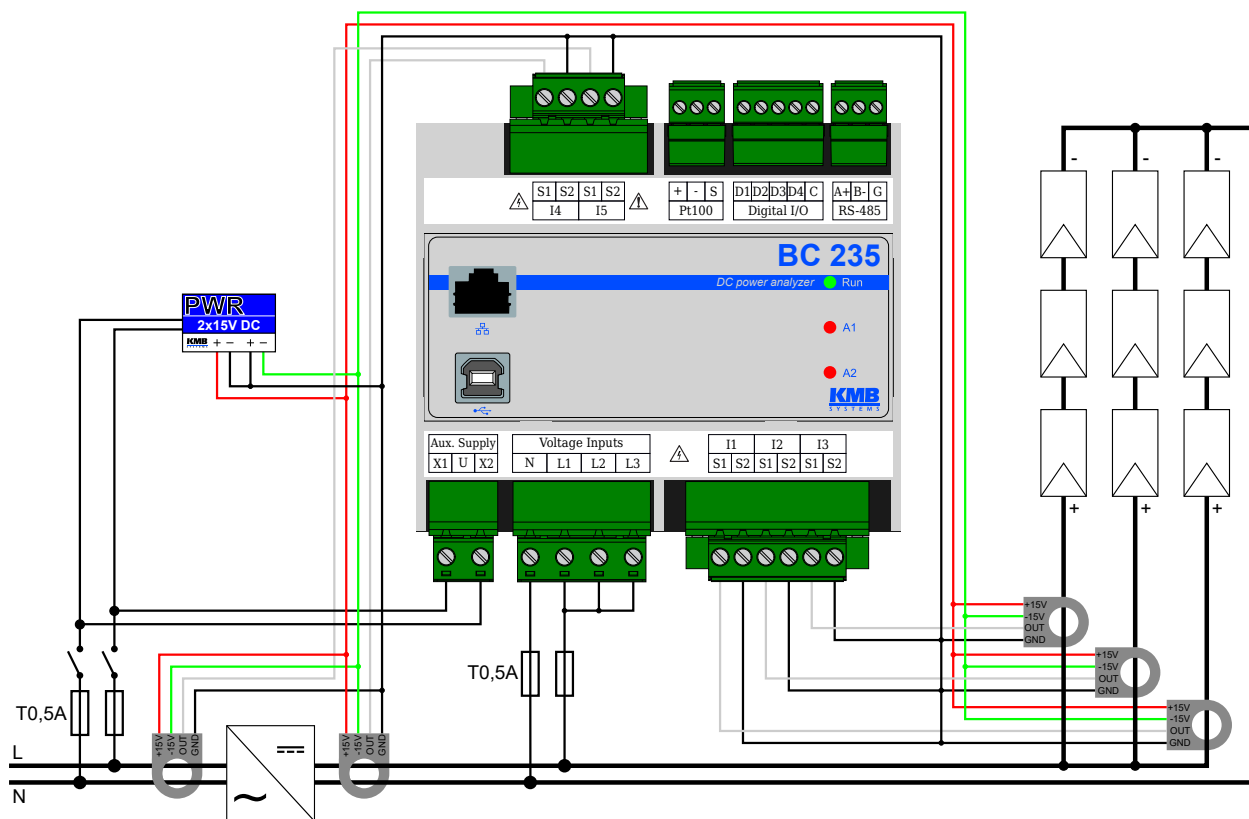 S1 S2 S1 S2
I4 I5
+ - S
Pt100
D1 D2 D3 D4 C
Digital I/O
A+ B- G
RS-485
BC 235
DC power analyzer
Run
A1
A2
KMB
SYSTEMS
PWR
2x15V DC
KMB
SYSTEMS
+ − + −
Aux. Supply
X1 U X2
Voltage Inputs
N L1 L2 L3
I1 I2 I3
S1 S2 S1 S2 S1 S2
- - -
+ + +
+15V
-15V
OUT
GND
+15V
-15V
OUT
GND
+15V
-15V
OUT
GND
T0,5A
T0,5A
+15V
-15V
OUT
GND
+15V
-15V
OUT
GND
L
N
~